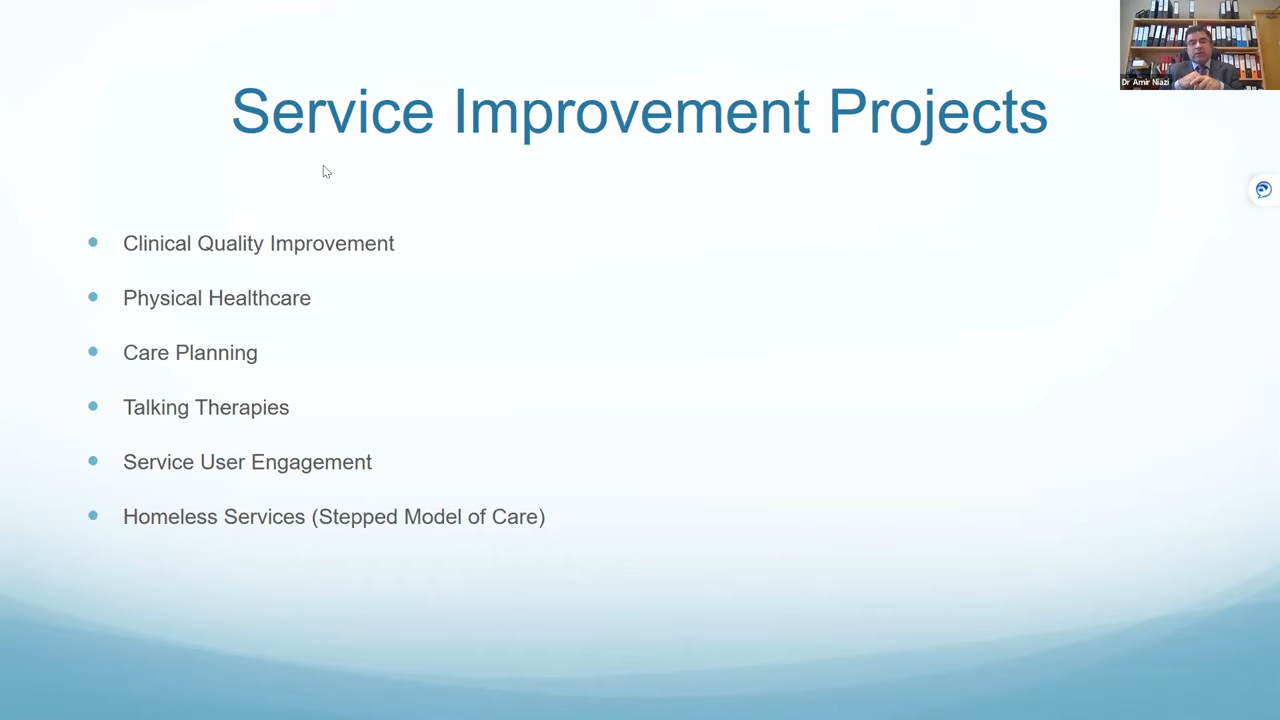 Service Improvement Projects
Dr Amir Niazi
Clinical Quality Improvement
Physical Healthcare
Care Planning
Talking Therapies
Service User Engagement
Homeless Services (Stepped Model of Care)